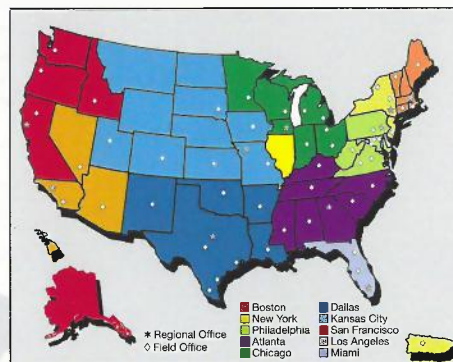 ✶ Regional Office
◇ Field Office
Boston
New York
Philadelphia
Atlanta
Chicago
Dallas
Kansas City
San Francisco
Los Angeles
Miami